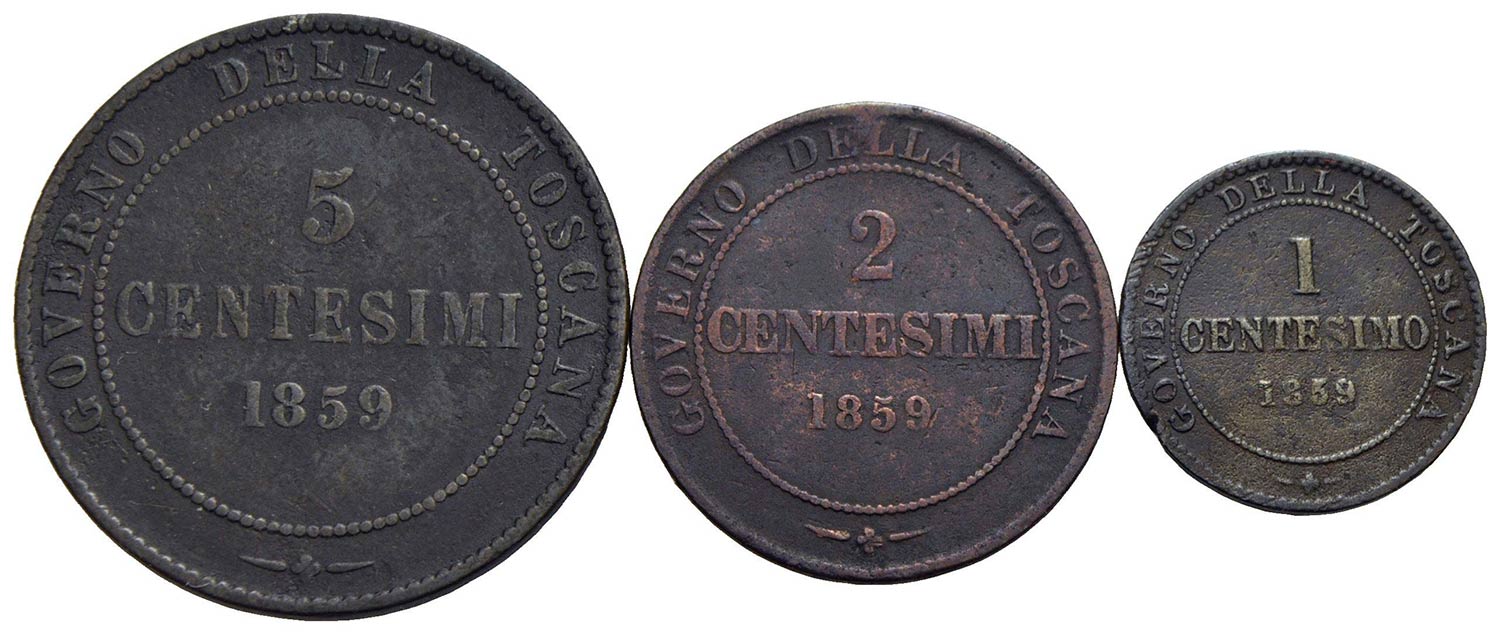 GOVERNO DELLA TOSCANA
5
CENTESIMI
1859
GOVERNO DELLA TOSCANA
2
CENTESIMI
1859
GOVERNO DELLA TOSCANA
1
CENTESIMO
1859